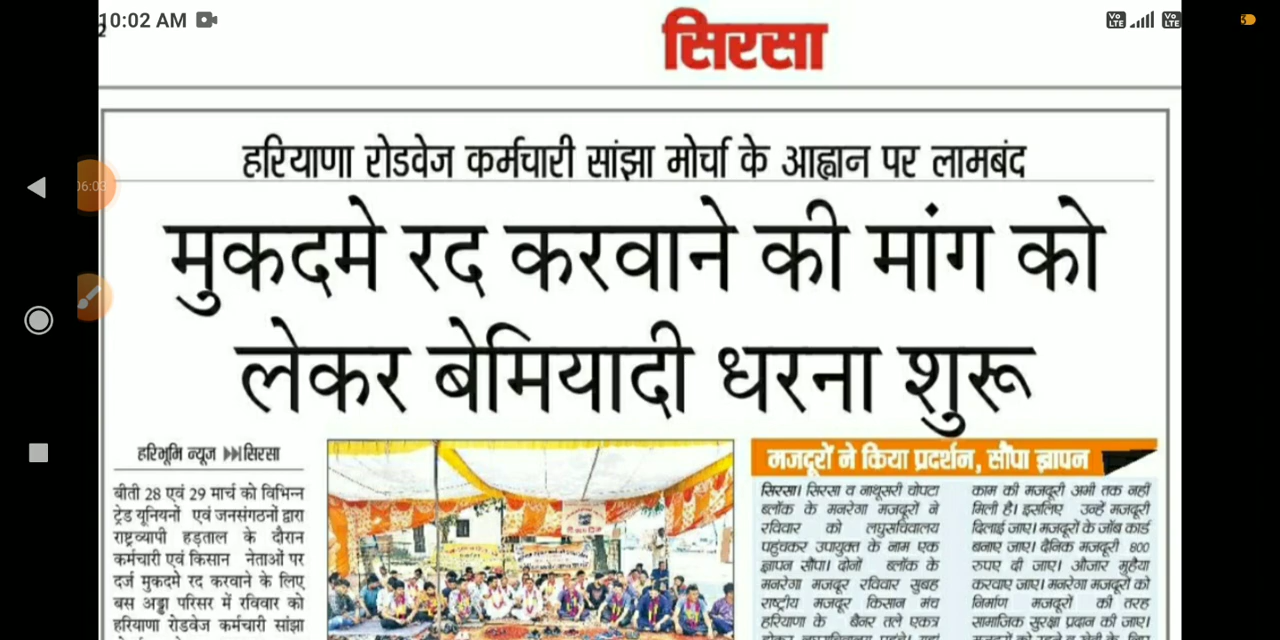 10:02 AM
2
सिरसा
06:03
हरियाणा रोडवेज कर्मचारी सांझा मोर्चा के आह्वान पर लामबंद
मुकदमे रद करवाने की मांग को
लेकर बेमियादी धरना शुरू
हरिभूमि न्यूज ▶▶ सिरसा
बीती 28 एवं 29 मार्च को विभिन्न
ट्रेड यूनियनों एवं जनसंगठनों द्वारा
राष्ट्रव्यापी हड़ताल के दौरान
कर्मचारी एवं किसान नेताओं पर
दर्ज मुकदमे रद करवाने के लिए
बस अड्डा परिसर में रविवार को
हरियाणा रोडवेज कर्मचारी सांझा
मजदूरों ने किया प्रदर्शन, सौंपा ज्ञापन
सिरसा। सिरसा व नाथूसरी चोपटा
ब्लॉक के मनरेगा मजदूरों ने
रविवार को लघुसचिवालय
पहुंचकर उपायुक्त के नाम एक
ज्ञापन सौंपा। दोनों ब्लॉक के
मनरेगा मजदूर रविवार सुबह
राष्ट्रीय मजदूर किसान मंच
हरियाणा के बैनर तले एकत्र
काम की मजदूरी अभी तक नहीं
मिली है। इसलिए उन्हें मजदूरी
दिलाई जाए। मजदूरों के जॉब कार्ड
बनाए जाए। दैनिक मजदूरी 800
रुपए दी जाए। औजार मुहैया
करवाए जाए। मनरेगा मजदूरों को
निर्माण मजदूरों की तरह
सामाजिक सुरक्षा प्रदान की जाए।